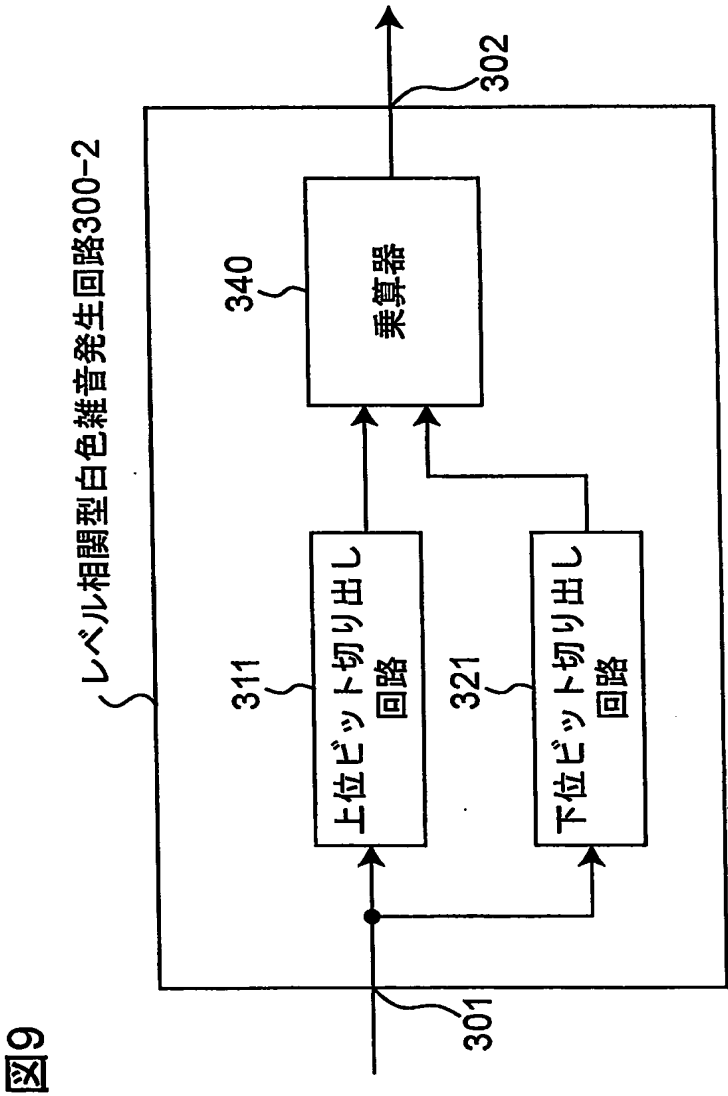 図9
レベル相関型白色雑音発生回路300-2
301
311
上位ビット切り出し
回路
321
下位ビット切り出し
回路
340
乗算器
302